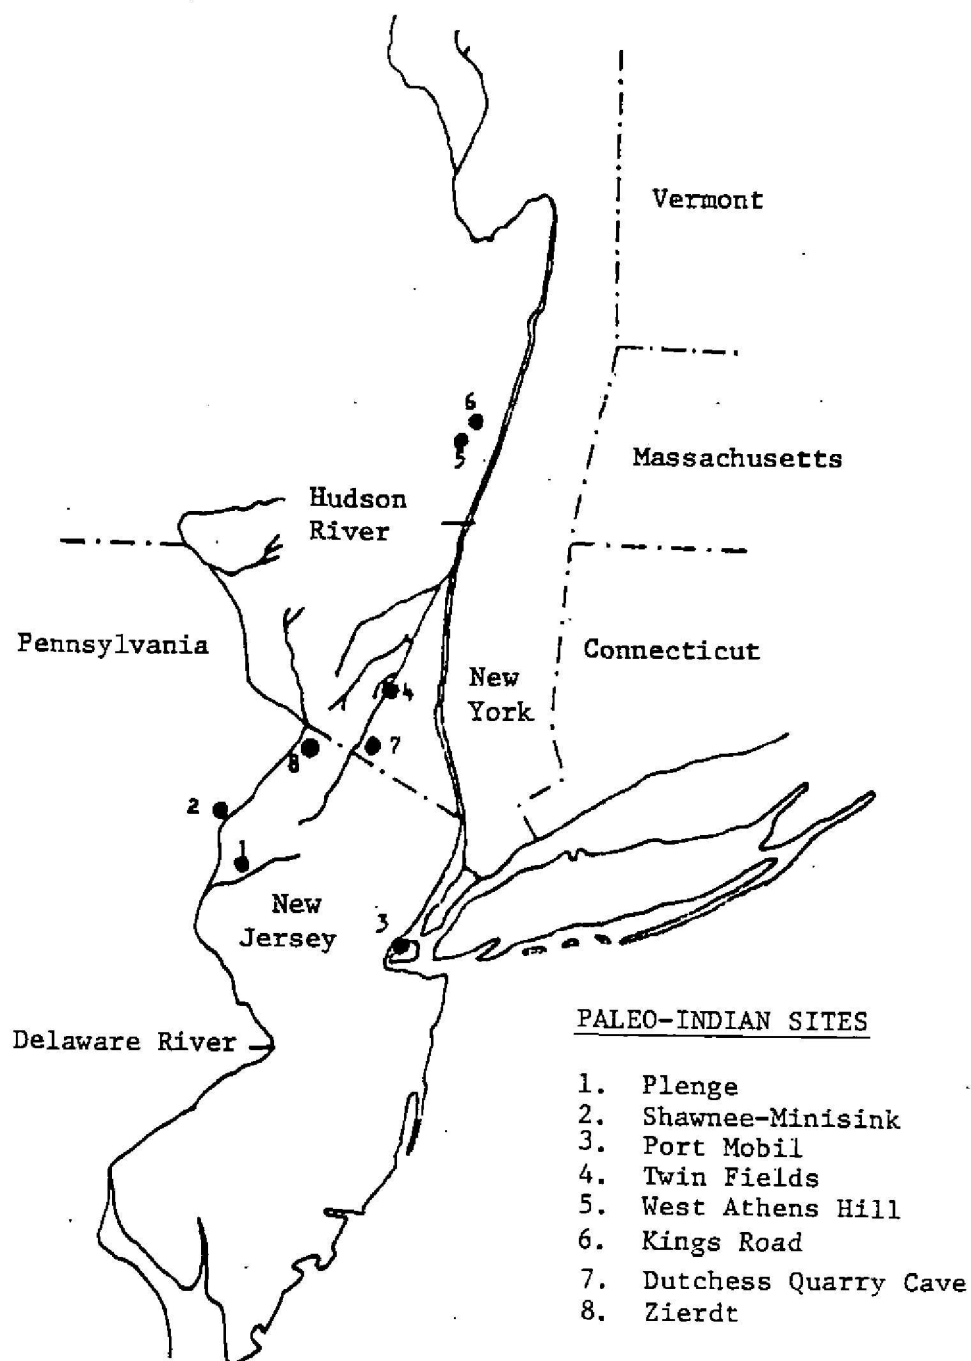 Vermont
6
5
Massachusetts
Hudson
River
Pennsylvania
Connecticut
New
York
4
7
8
2
1
New
Jersey
3
Delaware River
PALEO-INDIAN SITES
1. Plenge
2. Shawnee-Minisink
3. Port Mobil
4. Twin Fields
5. West Athens Hill
6. Kings Road
7. Dutchess Quarry Cave
8. Zierdt